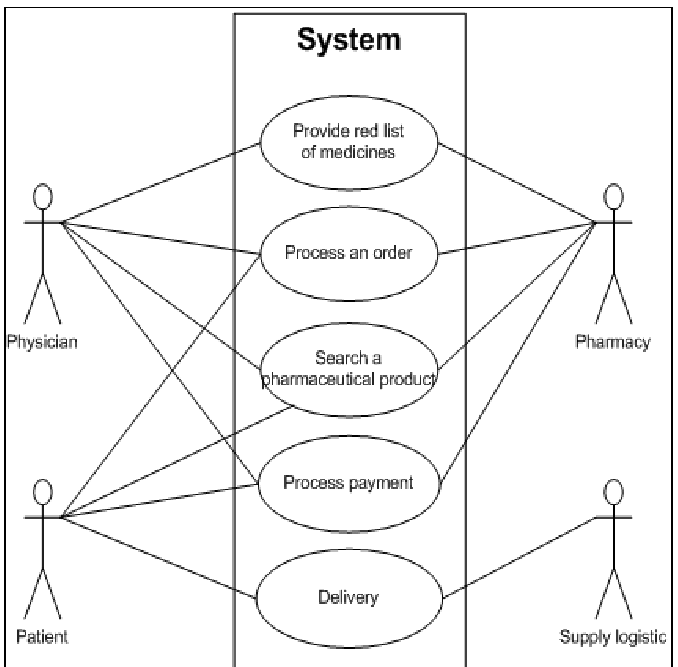 System
Provide red list
of medicines
Process an order
Physician
Pharmacy
Search a
pharmaceutical product
Process payment
Delivery
Patient
Supply logistic